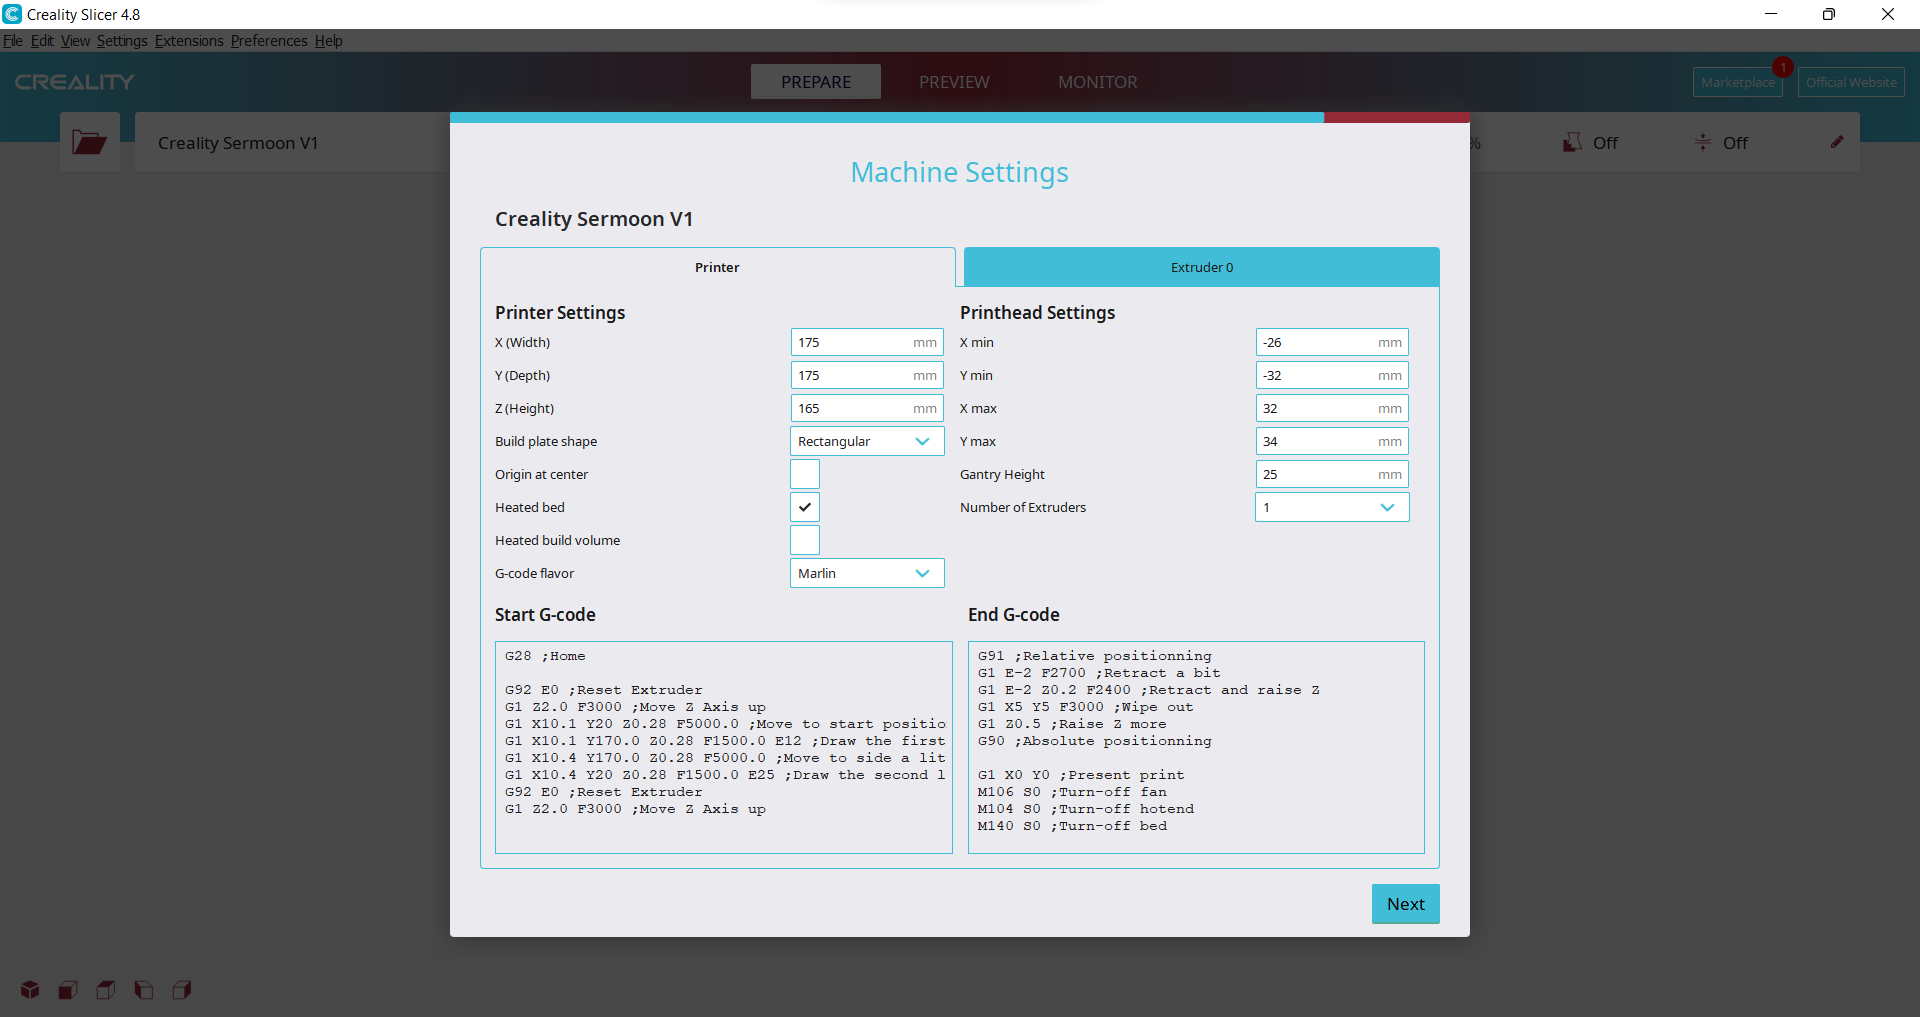 Creality Slicer 4.8
File Edit View Settings Extensions Preferences Help
CREALITY
PREPARE
PREVIEW
MONITOR
Marketplace
1
Official Website
Creality Sermoon V1
%
Off
Off
Machine Settings
Creality Sermoon V1
Printer
Extruder 0
Printer Settings
X (Width)
175 mm
Y (Depth)
175 mm
Z (Height)
165 mm
Build plate shape
Rectangular
Origin at center
Heated bed
Heated build volume
G-code flavor
Marlin
Printhead Settings
X min
-26 mm
Y min
-32 mm
X max
32 mm
Y max
34 mm
Gantry Height
25 mm
Number of Extruders
1
Start G-code
G28 ;Home
G92 E0 ;Reset Extruder
G1 Z2.0 F3000 ;Move Z Axis up
G1 X10.1 Y20 Z0.28 F5000.0 ;Move to start positio
G1 X10.1 Y170.0 Z0.28 F1500.0 E12 ;Draw the first
G1 X10.4 Y170.0 Z0.28 F5000.0 ;Move to side a lit
G1 X10.4 Y20 Z0.28 F1500.0 E25 ;Draw the second l
G92 E0 ;Reset Extruder
G1 Z2.0 F3000 ;Move Z Axis up
End G-code
G91 ;Relative positionning
G1 E-2 F2700 ;Retract a bit
G1 E-2 Z0.2 F2400 ;Retract and raise Z
G1 X5 Y5 F3000 ;Wipe out
G1 Z0.5 ;Raise Z more
G90 ;Absolute positionning
G1 X0 Y0 ;Present print
M106 S0 ;Turn-off fan
M104 S0 ;Turn-off hotend
M140 S0 ;Turn-off bed
Next